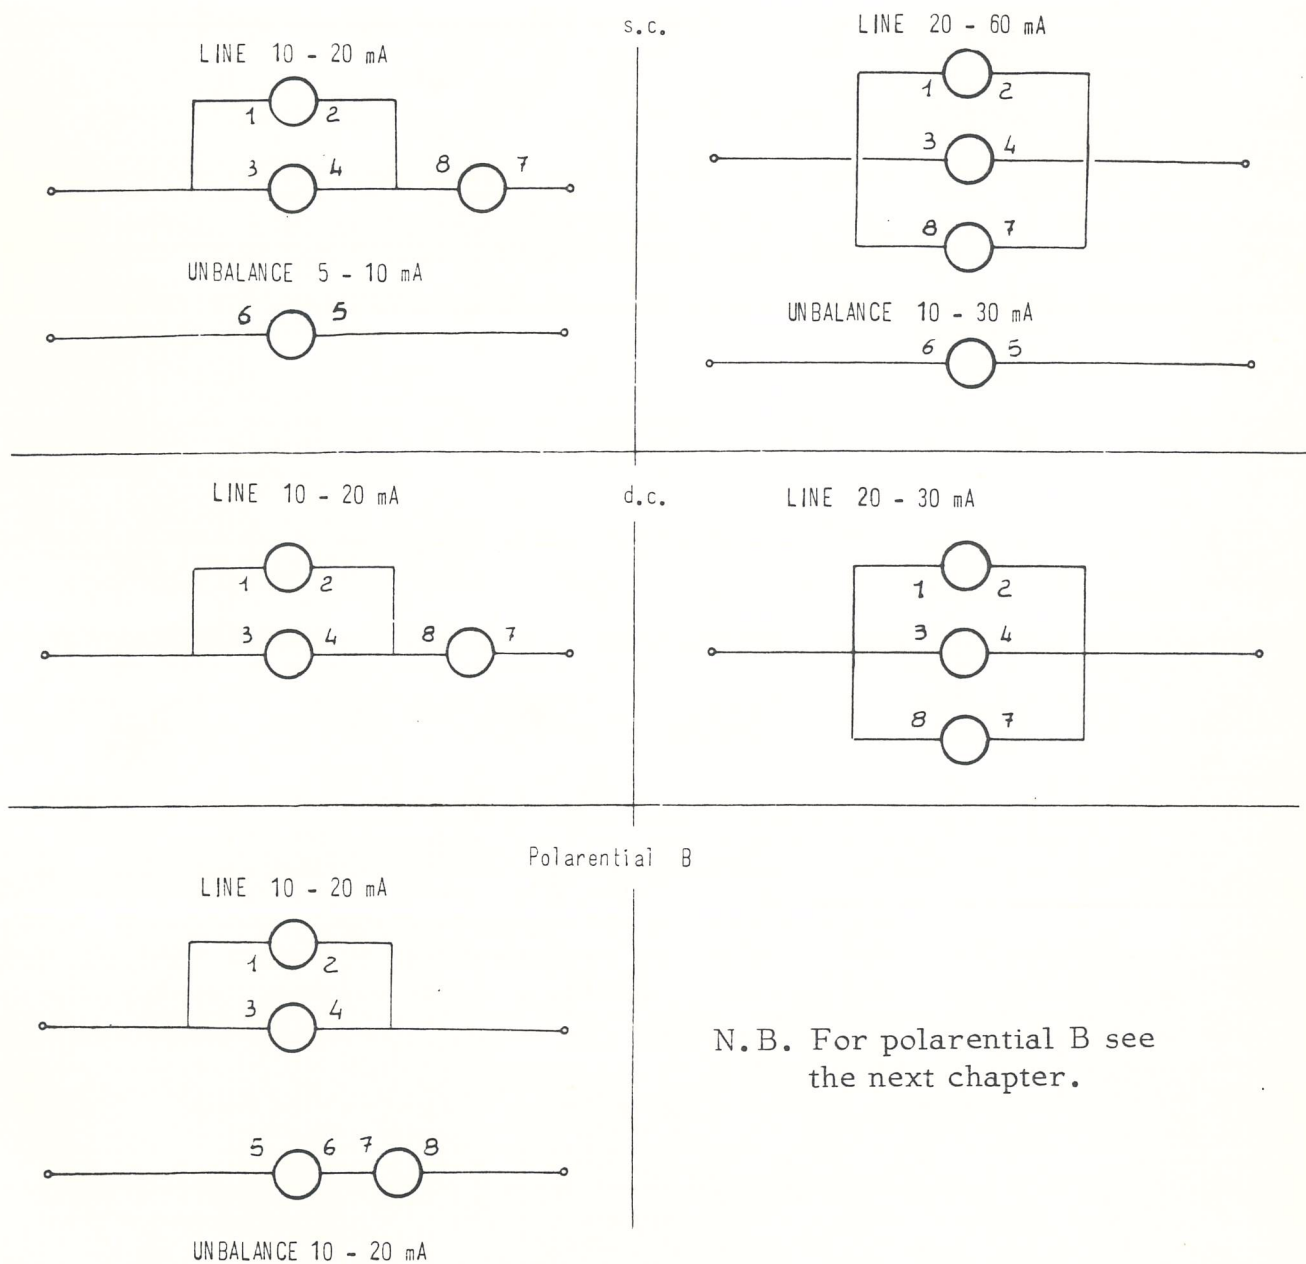 s.c.
LINE 10 - 20 mA
1 2
3 4 8 7
UNBALANCE 5 - 10 mA
6 5
LINE 20 - 60 mA
1 2
3 4
8 7
UNBALANCE 10 - 30 mA
6 5
d.c.
LINE 10 - 20 mA
1 2
3 4 8 7
LINE 20 - 30 mA
1 2
3 4
8 7
Polarential B
LINE 10 - 20 mA
1 2
3 4
5 6 7 8
UNBALANCE 10 - 20 mA
N.B. For polarential B see
the next chapter.